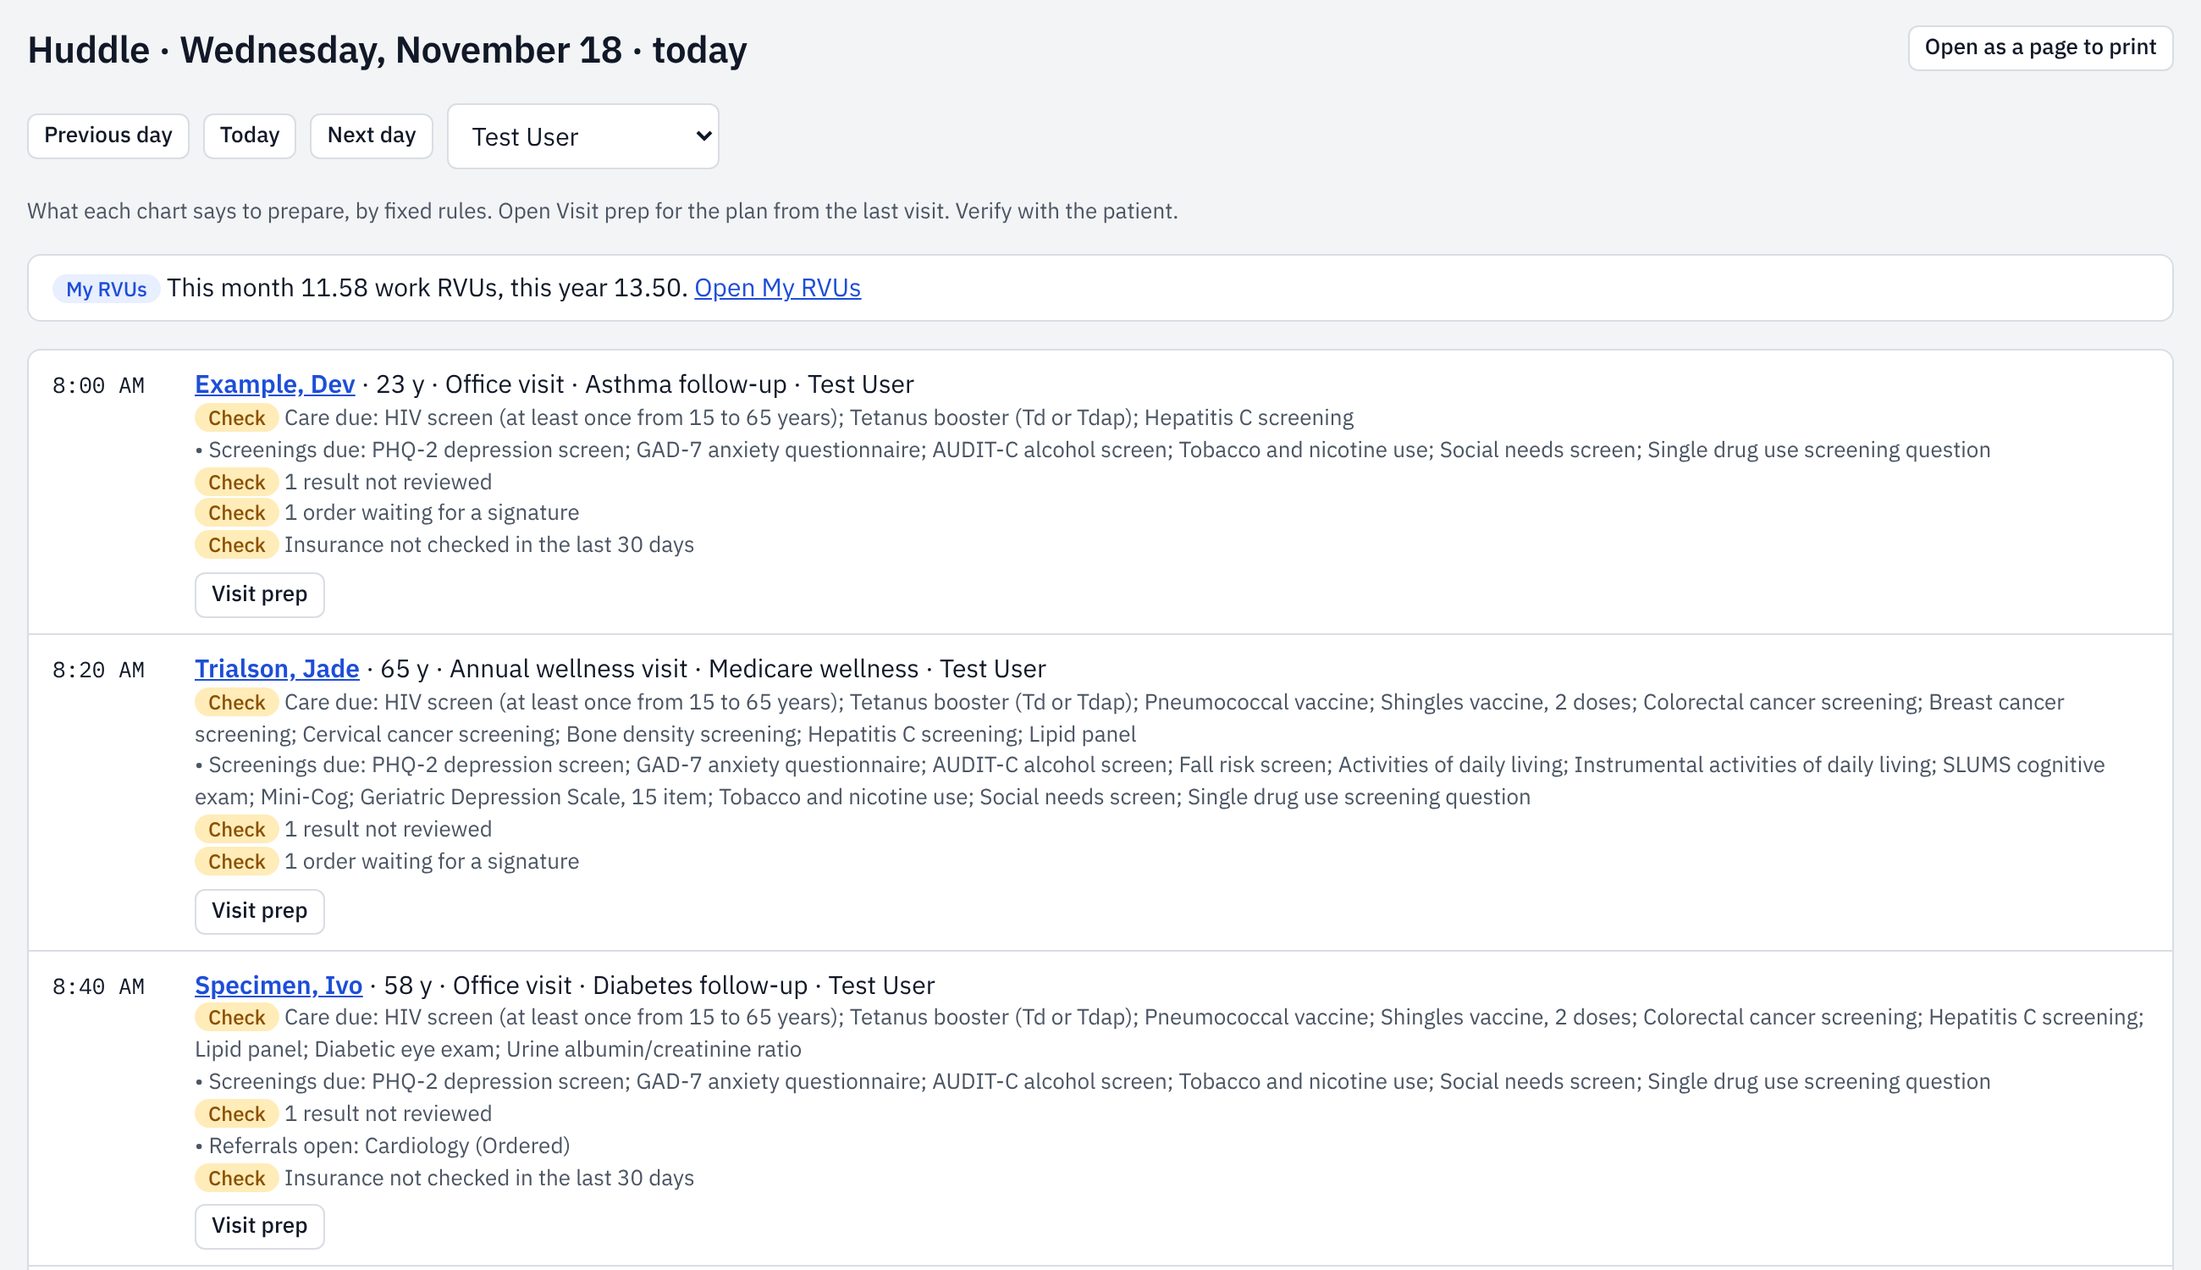 Huddle · Wednesday, November 18 · today
Open as a page to print
Previous day
Today
Next day
Test User
What each chart says to prepare, by fixed rules. Open Visit prep for the plan from the last visit. Verify with the patient.
My RVUs This month 11.58 work RVUs, this year 13.50. Open My RVUs
8:00 AM
Example, Dev · 23 y · Office visit · Asthma follow-up · Test User
Check Care due: HIV screen (at least once from 15 to 65 years); Tetanus booster (Td or Tdap); Hepatitis C screening
• Screenings due: PHQ-2 depression screen; GAD-7 anxiety questionnaire; AUDIT-C alcohol screen; Tobacco and nicotine use; Social needs screen; Single drug use screening question
Check 1 result not reviewed
Check 1 order waiting for a signature
Check Insurance not checked in the last 30 days
Visit prep
8:20 AM
Trialson, Jade · 65 y · Annual wellness visit · Medicare wellness · Test User
Check Care due: HIV screen (at least once from 15 to 65 years); Tetanus booster (Td or Tdap); Pneumococcal vaccine; Shingles vaccine, 2 doses; Colorectal cancer screening; Breast cancer
screening; Cervical cancer screening; Bone density screening; Hepatitis C screening; Lipid panel
• Screenings due: PHQ-2 depression screen; GAD-7 anxiety questionnaire; AUDIT-C alcohol screen; Fall risk screen; Activities of daily living; Instrumental activities of daily living; SLUMS cognitive
exam; Mini-Cog; Geriatric Depression Scale, 15 item; Tobacco and nicotine use; Social needs screen; Single drug use screening question
Check 1 result not reviewed
Check 1 order waiting for a signature
Visit prep
8:40 AM
Specimen, Ivo · 58 y · Office visit · Diabetes follow-up · Test User
Check Care due: HIV screen (at least once from 15 to 65 years); Tetanus booster (Td or Tdap); Pneumococcal vaccine; Shingles vaccine, 2 doses; Colorectal cancer screening; Hepatitis C screening;
Lipid panel; Diabetic eye exam; Urine albumin/creatinine ratio
• Screenings due: PHQ-2 depression screen; GAD-7 anxiety questionnaire; AUDIT-C alcohol screen; Tobacco and nicotine use; Social needs screen; Single drug use screening question
Check 1 result not reviewed
• Referrals open: Cardiology (Ordered)
Check Insurance not checked in the last 30 days
Visit prep